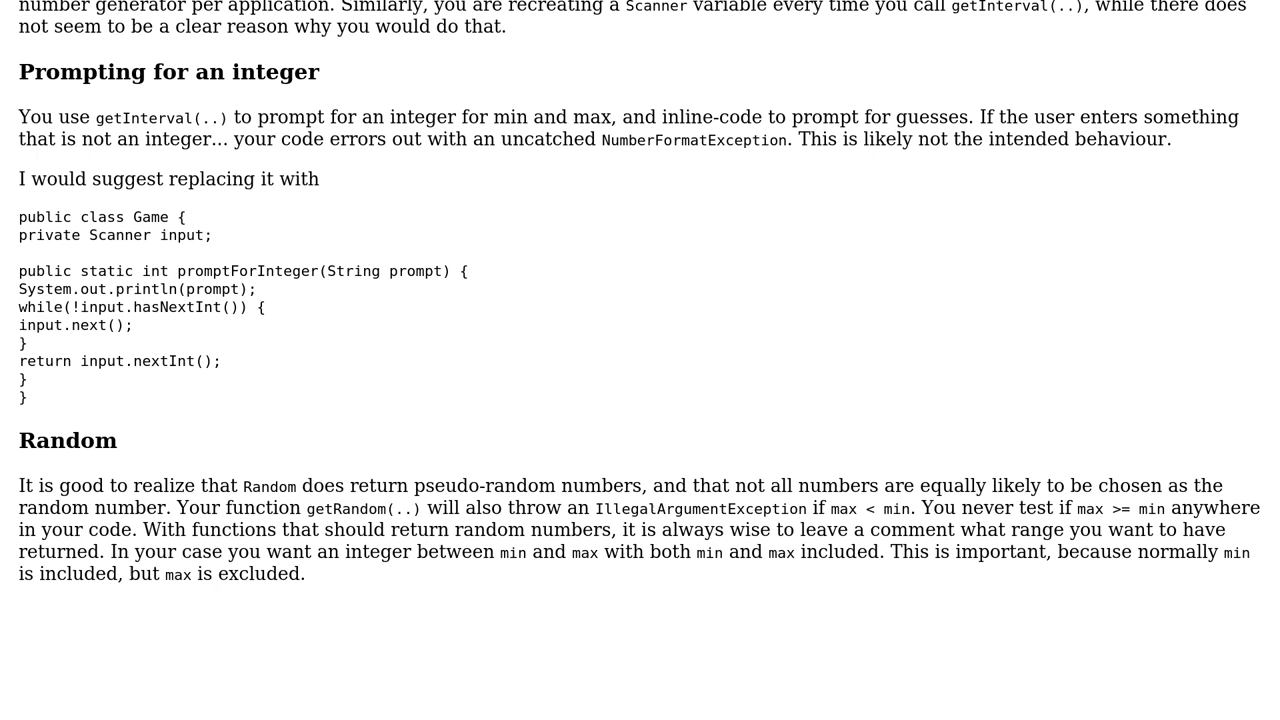 number generator per application. Similarly, you are recreating a Scanner variable every time you call getInterval(..), while there does
not seem to be a clear reason why you would do that.
Prompting for an integer
You use getInterval(..) to prompt for an integer for min and max, and inline-code to prompt for guesses. If the user enters something
that is not an integer... your code errors out with an uncatched NumberFormatException. This is likely not the intended behaviour.
I would suggest replacing it with
public class Game {
private Scanner input;
public static int promptForInteger(String prompt) {
System.out.println(prompt);
while(!input.hasNextInt()) {
input.next();
}
return input.nextInt();
}
}
Random
It is good to realize that Random does return pseudo-random numbers, and that not all numbers are equally likely to be chosen as the
random number. Your function getRandom(..) will also throw an IllegalArgumentException if max < min. You never test if max >= min anywhere
in your code. With functions that should return random numbers, it is always wise to leave a comment what range you want to have
returned. In your case you want an integer between min and max with both min and max included. This is important, because normally min
is included, but max is excluded.